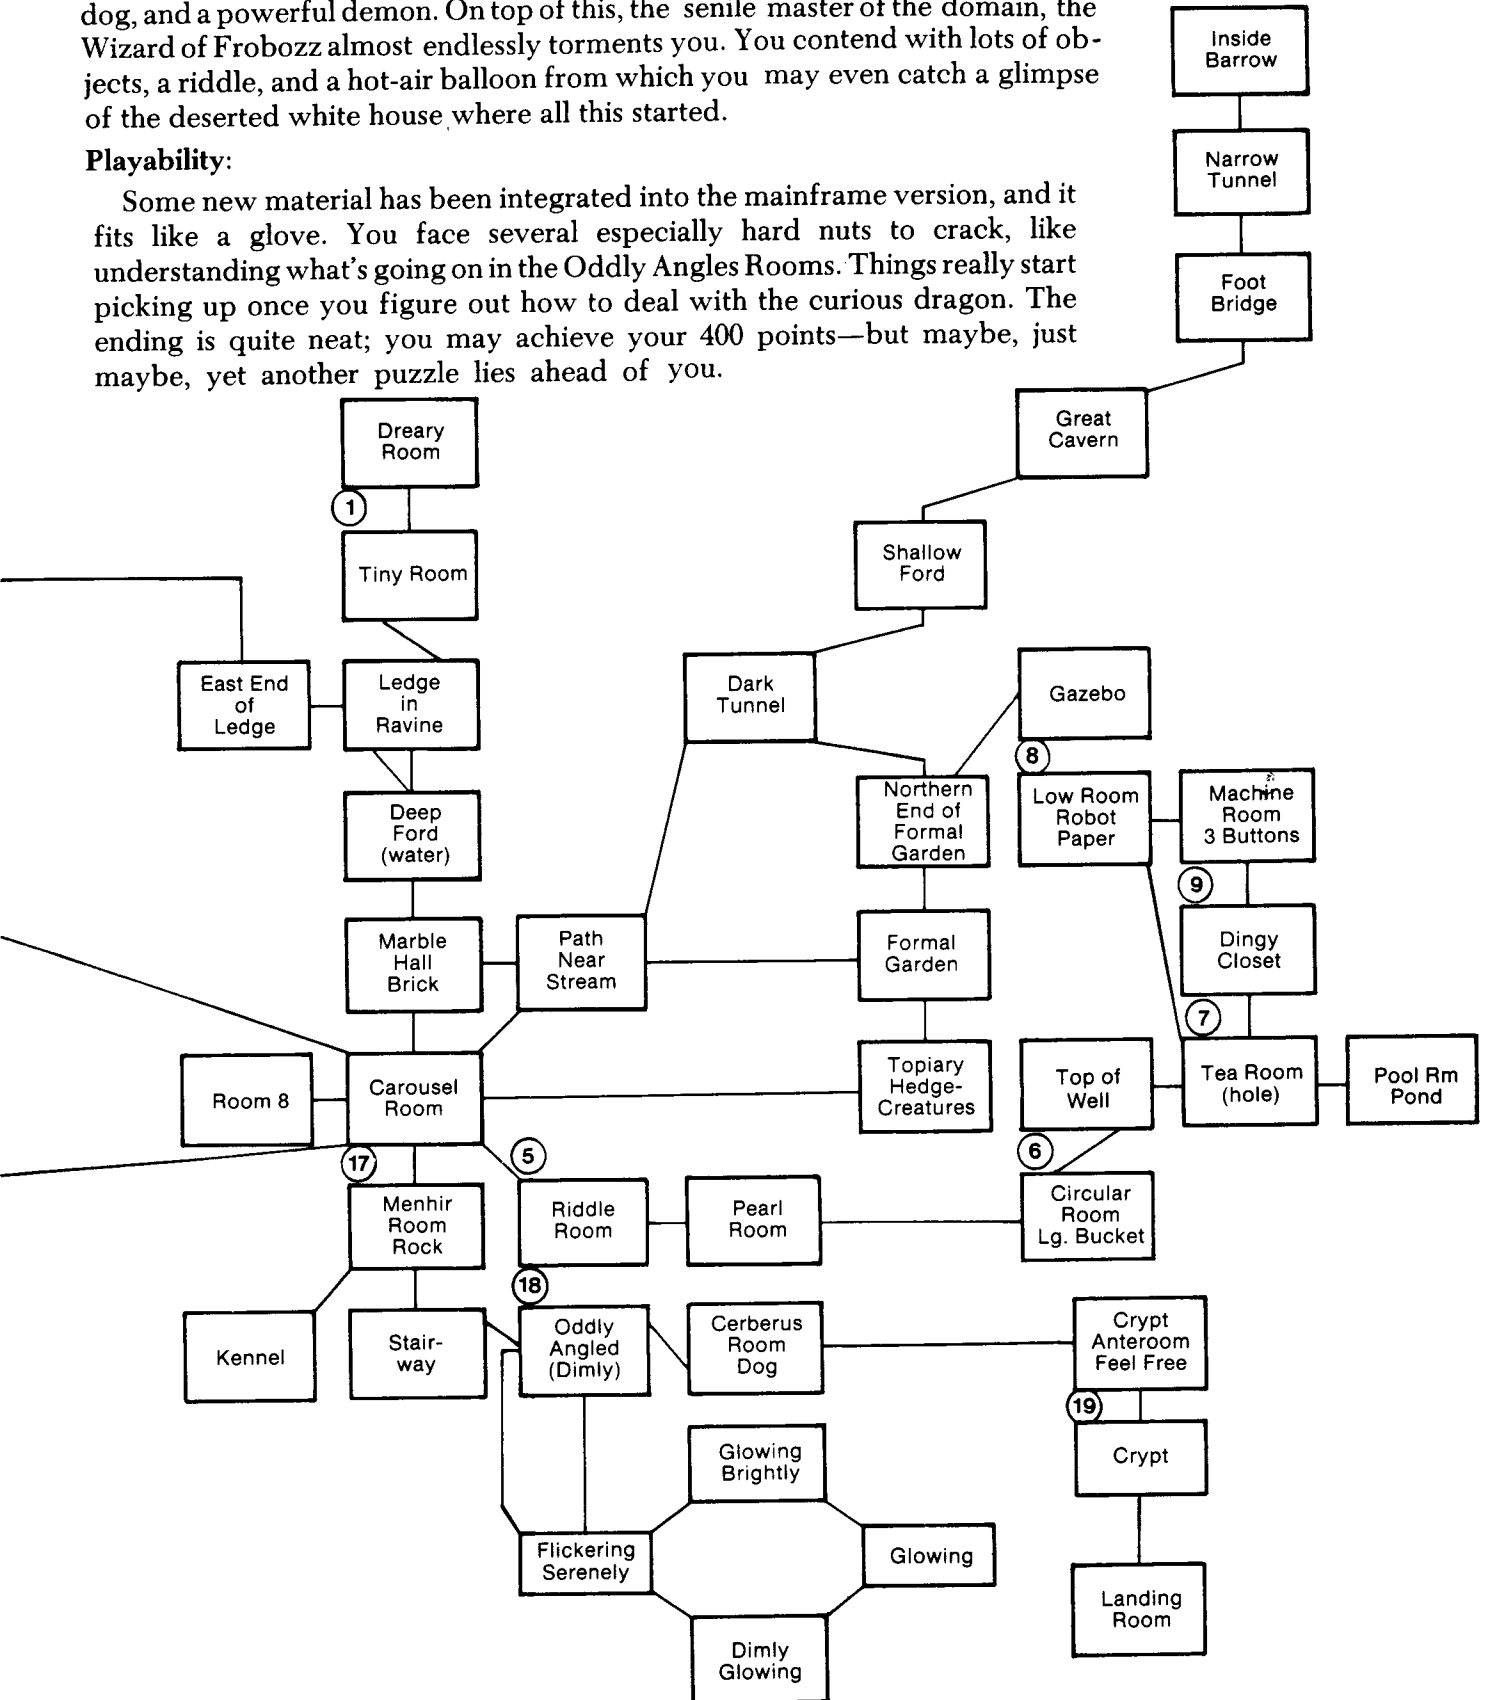 dog, and a powerful demon. On top of this, the senile master of the domain, the
Wizard of Frobozz almost endlessly torments you. You contend with lots of ob-
jects, a riddle, and a hot-air balloon from which you may even catch a glimpse
of the deserted white house where all this started.
Playability:
Some new material has been integrated into the mainframe version, and it
fits like a glove. You face several especially hard nuts to crack, like
understanding what's going on in the Oddly Angles Rooms. Things really start
picking up once you figure out how to deal with the curious dragon. The
ending is quite neat; you may achieve your 400 points—but maybe, just
maybe, yet another puzzle lies ahead of you.
Inside
Barrow
Narrow
Tunnel
Foot
Bridge
Great
Cavern
Dreary
Room
1
Tiny Room
Shallow
Ford
East End
of
Ledge
Ledge
in
Ravine
Dark
Tunnel
Gazebo
8
Deep
Ford
(water)
Northern
End of
Formal
Garden
Low Room
Robot
Paper
Machine
Room
3 Buttons
9
Marble
Hall
Brick
Path
Near
Stream
Formal
Garden
Dingy
Closet
7
Room 8
Carousel
Room
Topiary
Hedge-
Creatures
Top of
Well
Tea Room
(hole)
Pool Rm
Pond
17
5
6
Menhir
Room
Rock
Riddle
Room
Pearl
Room
Circular
Room
Lg. Bucket
18
Kennel
Stair-
way
Oddly
Angled
(Dimly)
Cerberus
Room
Dog
Crypt
Anteroom
Feel Free
19
Glowing
Brightly
Crypt
Flickering
Serenely
Glowing
Landing
Room
Dimly
Glowing